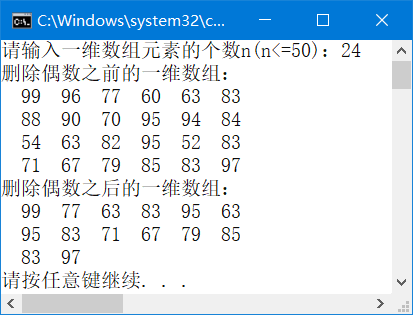 C:\Windows\system32\c...
请输入一维数组元素的个数n(n<=50): 24
删除偶数之前的一维数组:
99 96 77 60 63 83
88 90 70 95 94 84
54 63 82 95 52 83
71 67 79 85 83 97
删除偶数之后的一维数组:
99 77 63 83 95 63
95 83 71 67 79 85
83 97
请按任意键继续. . .